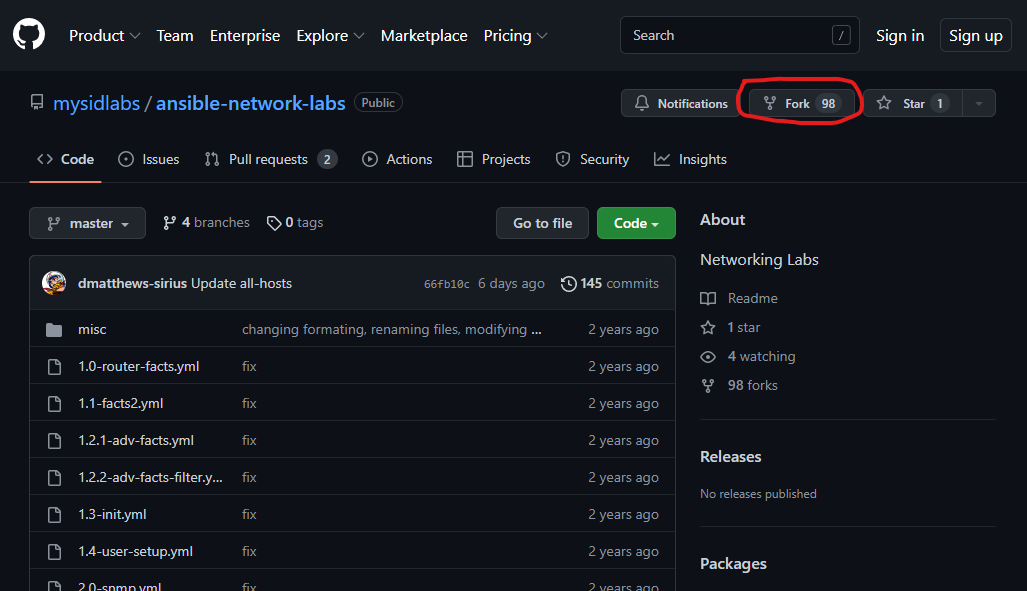 Product Team Enterprise Explore Marketplace Pricing Search / Sign in Sign up
mysidlabs / ansible-network-labs Public Notifications Fork 98 Star 1
Code Issues Pull requests 2 Actions Projects Security Insights
master 4 branches 0 tags Go to file Code
dmatthews-sirius Update all-hosts 66fb10c 6 days ago 145 commits
misc changing formating, renaming files, modifying ... 2 years ago
1.0-router-facts.yml fix 2 years ago
1.1-facts2.yml fix 2 years ago
1.2.1-adv-facts.yml fix 2 years ago
1.2.2-adv-facts-filter.y... fix 2 years ago
1.3-init.yml fix 2 years ago
1.4-user-setup.yml fix 2 years ago
2.0-snmp.yml fix 2 years ago
About
Networking Labs
Readme
1 star
4 watching
98 forks
Releases
No releases published
Packages